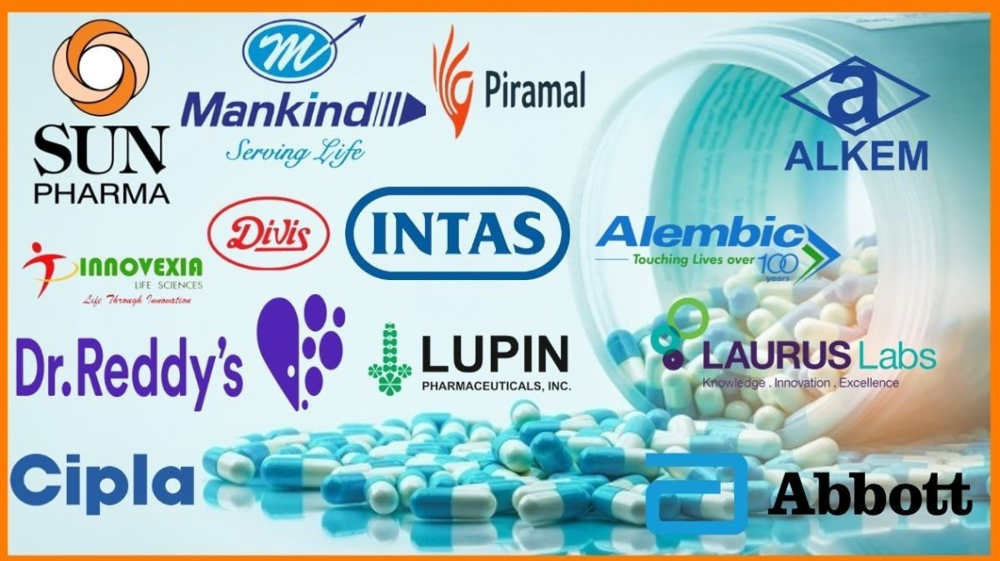 SUN
PHARMA
m
Mankind
Serving Life
Piramal
a
ALKEM
INNOVEXIA
LIFE SCIENCES
Life Through Innovation
Divis
INTAS
Alembic
Touching Lives over 100
years
Dr.Reddy's
LUPIN
PHARMACEUTICALS, INC.
LAURUS Labs
Knowledge . Innovation . Excellence
Cipla
Abbott